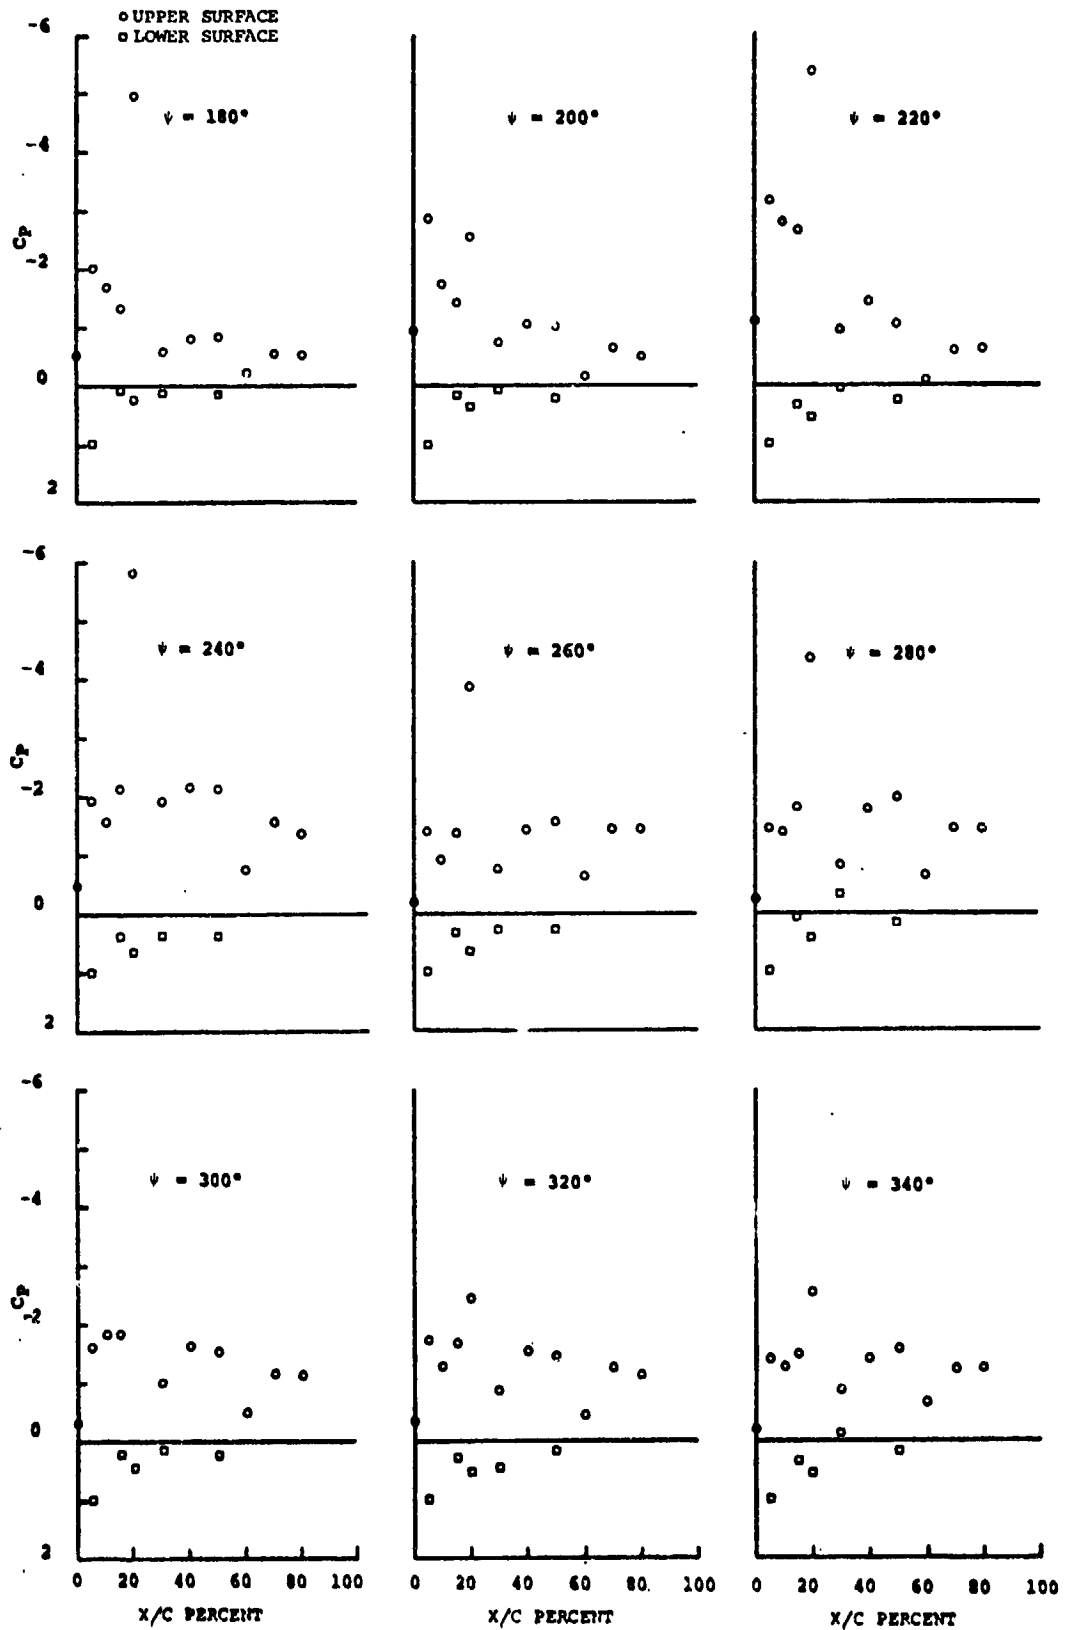 ○ UPPER SURFACE
□ LOWER SURFACE
-6
-4
CP
-2
0
2
ψ = 180°
ψ = 200°
ψ = 220°
-6
-4
CP
-2
0
2
ψ = 240°
ψ = 260°
ψ = 280°
-6
-4
CP
-2
0
2
ψ = 300°
ψ = 320°
ψ = 340°
0 20 40 60 80 100
0 20 40 60 80. 100
0 20 40 60 80 100
X/C PERCENT
X/C PERCENT
X/C PERCENT